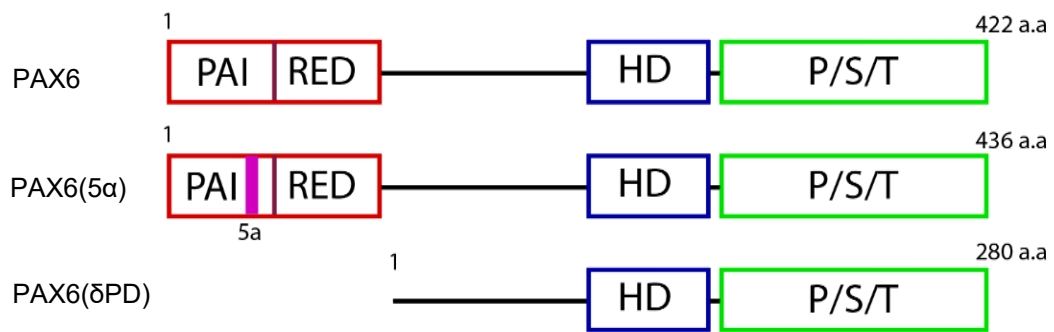 1
422 a.a
PAX6
PAI RED HD P/S/T
1
436 a.a
PAX6(5α)
PAI RED HD P/S/T
5a
1
280 a.a
PAX6(δPD)
HD P/S/T